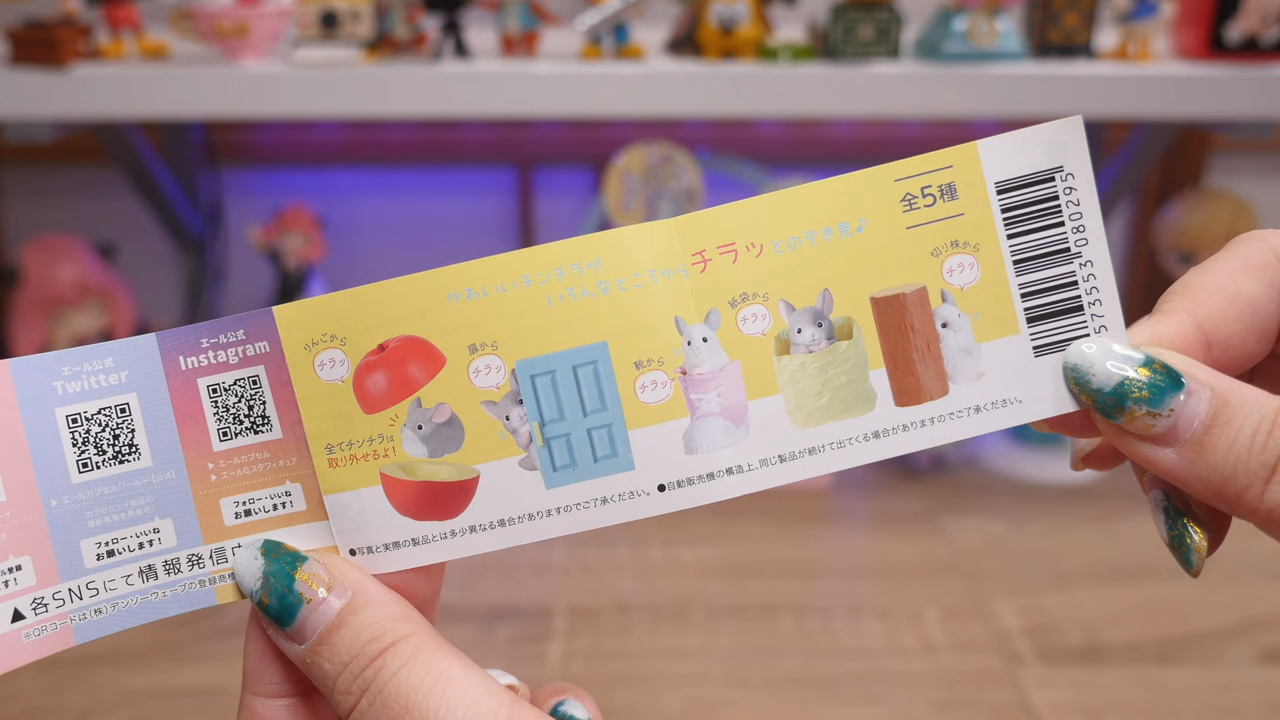 エール公式
Twitter
▶ エールカプセルワールド【公式】
カプセルトイ商品の
最新情報を発信中!
フォロー・いいね
お願いします!
エール公式
Instagram
▶ エールカプセル
▶ エールGスタフィギュア
フォロー・いいね
お願いします!
▲各SNSにて情報発信中
※QRコードは(株)デンソーウェーブの登録商標
かわいいチンチラが
いろんなところからチラッとのぞき見♪
全5種
りんごから
チラッ
全てチンチラは
取り外せるよ!
扉から
チラッ
靴から
チラッ
紙袋から
チラッ
切り株から
チラッ
●写真と実際の製品とは多少異なる場合がありますのでご了承ください。 ●自動販売機の構造上、同じ製品が続けて出てくる場合がありますのでご了承ください。
573553 080295